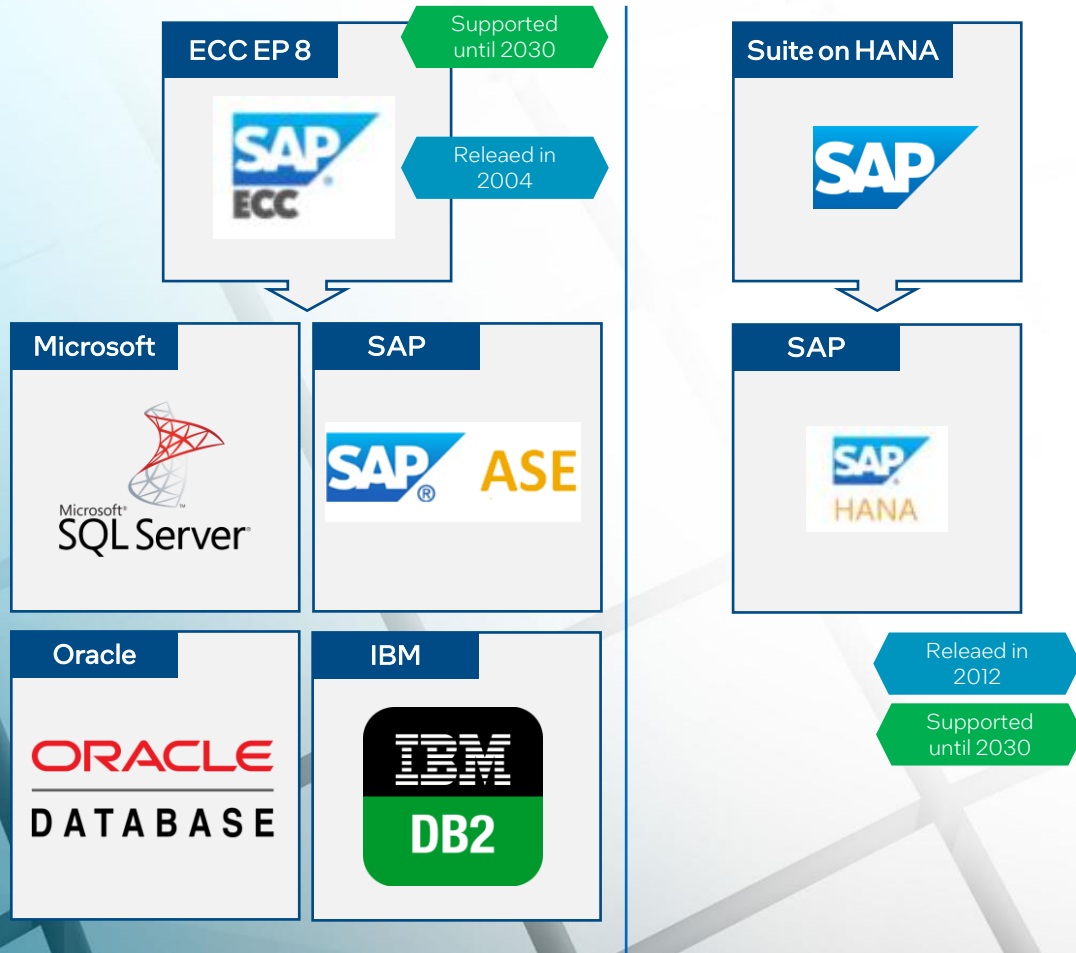 ECC EP 8
Supported
until 2030
SAP
®
ECC
Releaed in
2004
Microsoft
Microsoft®
SQL Server®
™
SAP
SAP
®
ASE
Oracle
ORACLE
DATABASE
IBM
IBM
DB2
Suite on HANA
SAP
SAP
SAP
®
HANA
Releaed in
2012
Supported
until 2030